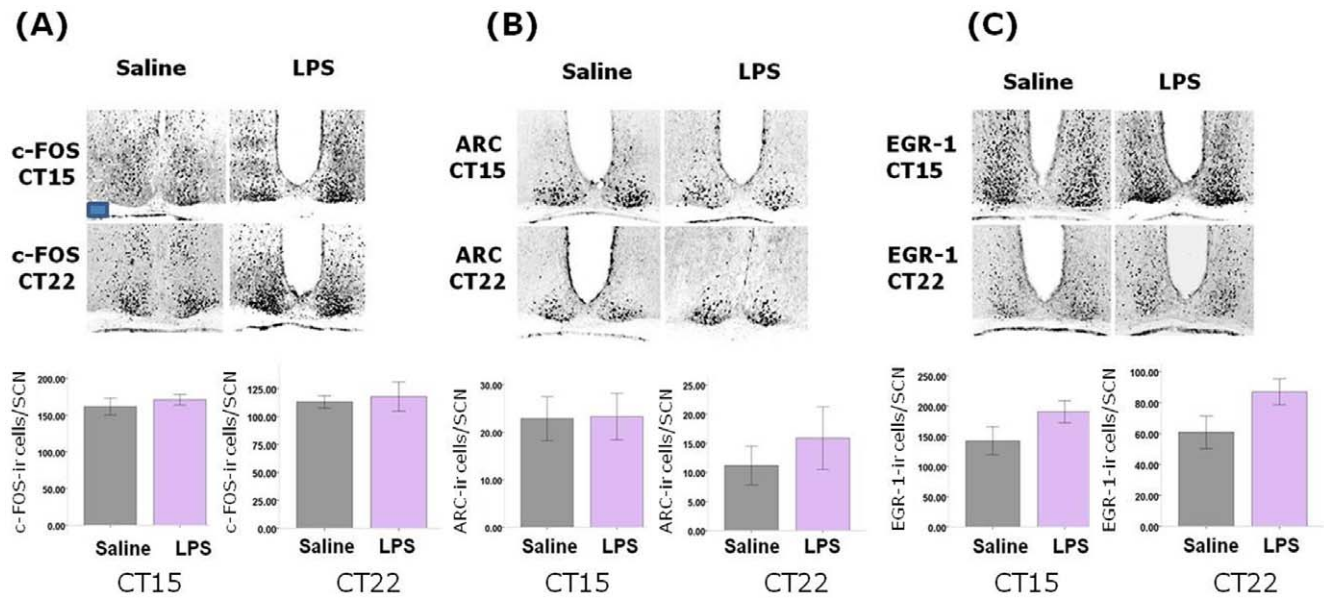 (A)
Saline LPS
c-FOS
CT15
c-FOS
CT22
c-FOS-ir cells/SCN
200.00
150.00
100.00
50.00
0.00
Saline LPS
CT15
c-FOS-ir cells/SCN
125.00
100.00
75.00
50.00
25.00
0.00
Saline LPS
CT22
(B)
Saline LPS
ARC
CT15
ARC
CT22
ARC-ir cells/SCN
30.00
20.00
10.00
0.00
Saline LPS
CT15
ARC-ir cells/SCN
25.00
20.00
15.00
10.00
5.00
0.00
Saline LPS
CT22
(C)
Saline LPS
EGR-1
CT15
EGR-1
CT22
EGR-1-ir cells/SCN
250.00
200.00
150.00
100.00
50.00
0.00
Saline LPS
CT15
EGR-1-ir cells/SCN
100.00
80.00
60.00
40.00
20.00
0.00
Saline LPS
CT22